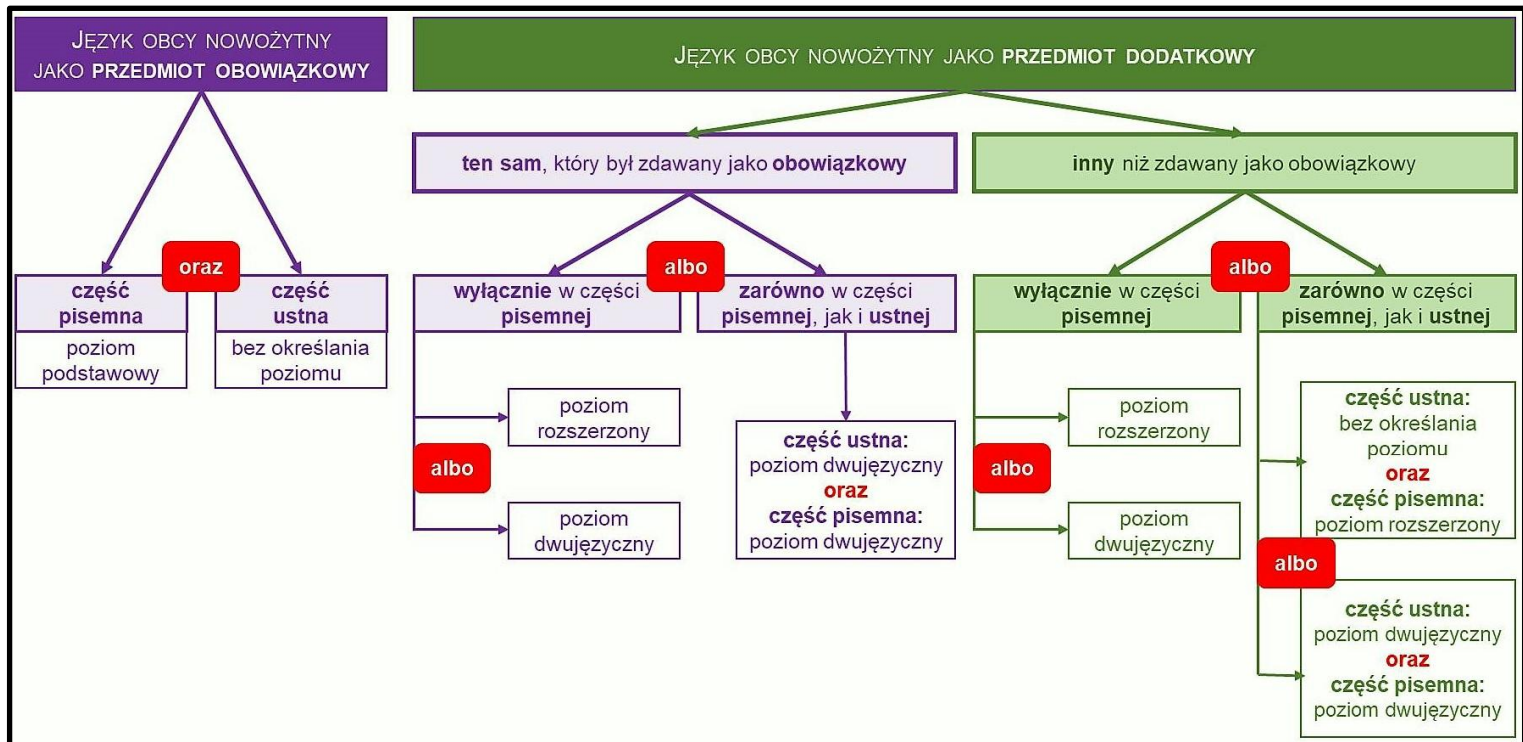 JĘZYK OBCY NOWOŻYTNY
JAKO PRZEDMIOT OBOWIĄZKOWY
oraz
część
pisemna
poziom
podstawowy
część
ustna
bez określania
poziomu
JĘZYK OBCY NOWOŻYTNY JAKO PRZEDMIOT DODATKOWY
ten sam, który był zdawany jako obowiązkowy
albo
wyłącznie w części
pisemnej
poziom
rozszerzony
albo
poziom
dwujęzyczny
zarówno w części
pisemnej, jak i ustnej
część ustna:
poziom dwujęzyczny
oraz
część pisemna:
poziom dwujęzyczny
inny niż zdawany jako obowiązkowy
albo
wyłącznie w części
pisemnej
poziom
rozszerzony
albo
poziom
dwujęzyczny
zarówno w części
pisemnej, jak i ustnej
część ustna:
bez określania
poziomu
oraz
część pisemna:
poziom rozszerzony
albo
część ustna:
poziom dwujęzyczny
oraz
część pisemna:
poziom dwujęzyczny